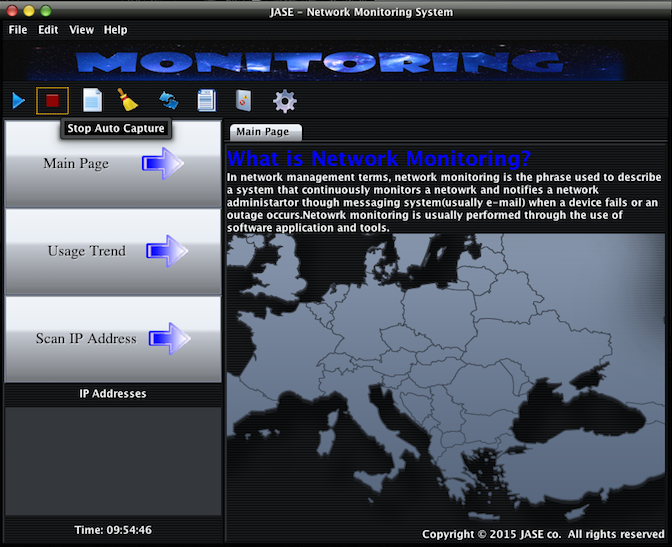 JASE – Network Monitoring System
File Edit View Help
MONITORING
Stop Auto Capture
Main Page
Usage Trend
Scan IP Address
IP Addresses
Time: 09:54:46
Main Page
What is Network Monitoring?
In network management terms, network monitoring is the phrase used to describe
a system that continuously monitors a netowrk and notifies a network
administartor though messaging system(usually e-mail) when a device fails or an
outage occurs.Netowrk monitoring is usually performed through the use of
software application and tools.
Copyright © 2015 JASE co. All rights reserved